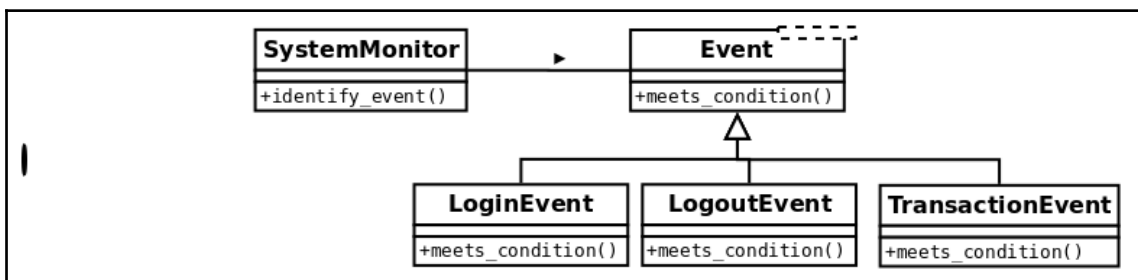 SystemMonitor
+identify_event()
Event
+meets_condition()
LoginEvent
+meets_condition()
LogoutEvent
+meets_condition()
TransactionEvent
+meets_condition()